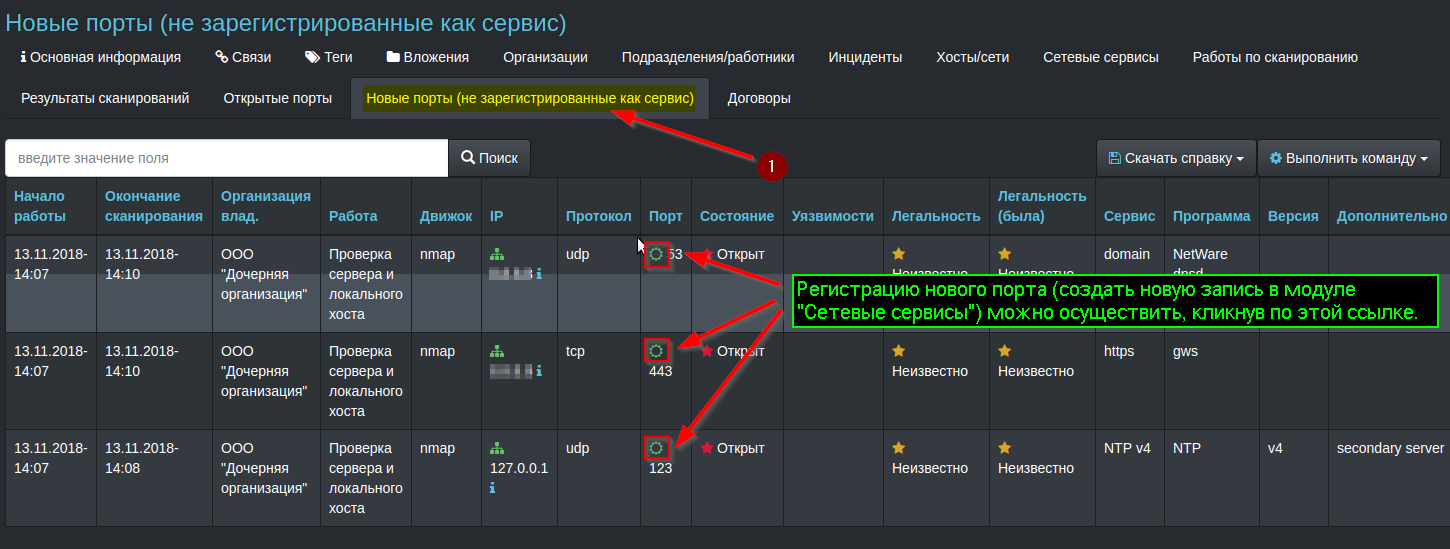 Новые порты (не зарегистрированные как сервис)
Основная информация Связи Теги Вложения Организации Подразделения/работники Инциденты Хосты/сети Сетевые сервисы Работы по сканированию
Результаты сканирований Открытые порты Новые порты (не зарегистрированные как сервис) Договоры
1
введите значение поля Поиск Скачать справку Выполнить команду
Начало Окончание Организация Легальность
работы сканирования влад. Работа Движок IP Протокол Порт Состояние Уязвимости Легальность (была) Сервис Программа Версия Дополнительно
13.11.2018- 13.11.2018- ООО Проверка nmap udp 53 Открыт domain NetWare
14:07 14:10 "Дочерняя сервера и Неизвестно Неизвестно dnsd
организация" локального
хоста
Регистрацию нового порта (создать новую запись в модуле
"Сетевые сервисы") можно осуществить, кликнув по этой ссылке.
13.11.2018- 13.11.2018- ООО Проверка nmap tcp Открыт https gws
14:07 14:10 "Дочерняя сервера и 443 Неизвестно Неизвестно
организация" локального
хоста
13.11.2018- 13.11.2018- ООО Проверка nmap udp Открыт NTP v4 NTP v4 secondary server
14:07 14:08 "Дочерняя сервера и 127.0.0.1 123 Неизвестно Неизвестно
организация" локального
хоста